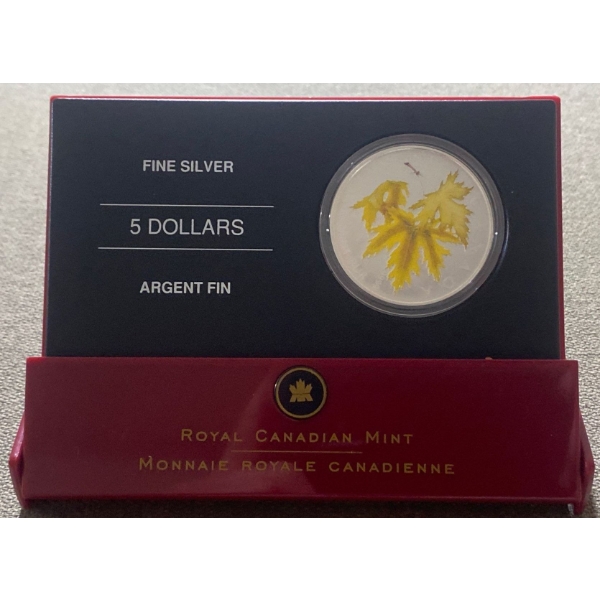 FINE SILVER
5 DOLLARS
ARGENT FIN
ROYAL CANADIAN MINT
MONNAIE ROYALE CANADIENNE